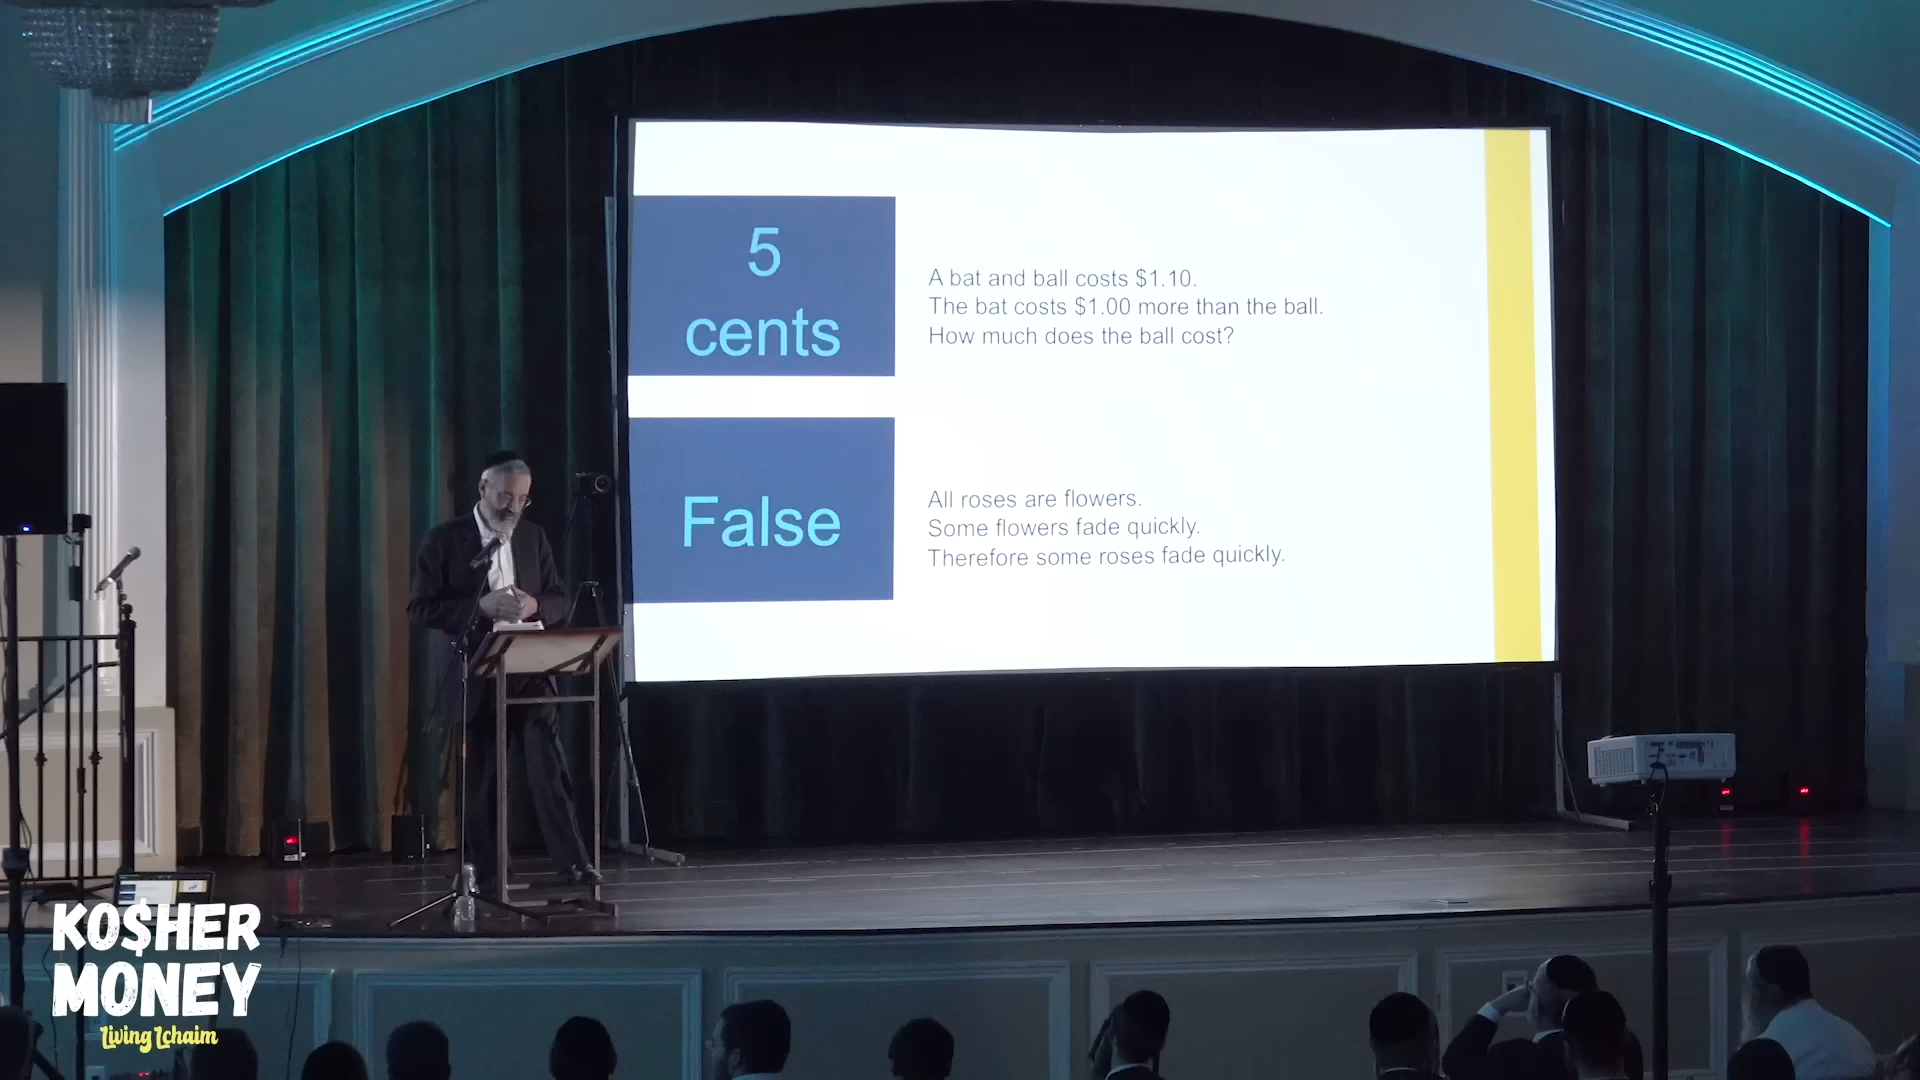 5
cents
A bat and ball costs $1.10.
The bat costs $1.00 more than the ball.
How much does the ball cost?
False
All roses are flowers.
Some flowers fade quickly.
Therefore some roses fade quickly.
KO$HER
MONEY
Living Lchaim